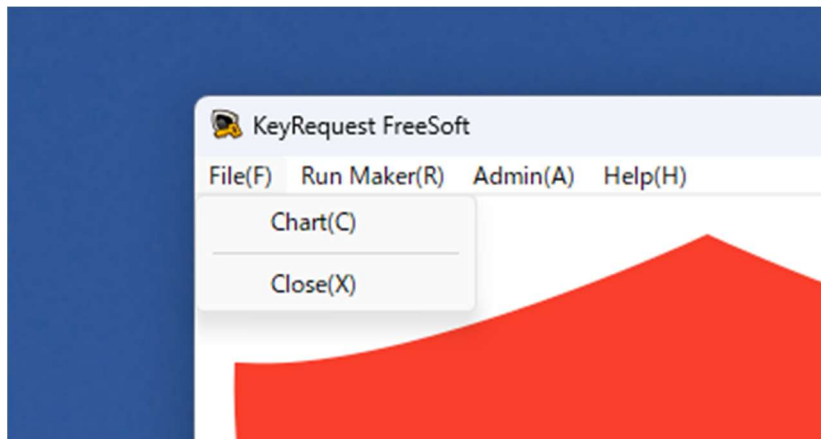 KeyRequest FreeSoft
File(F) Run Maker(R) Admin(A) Help(H)
Chart(C)
Close(X)